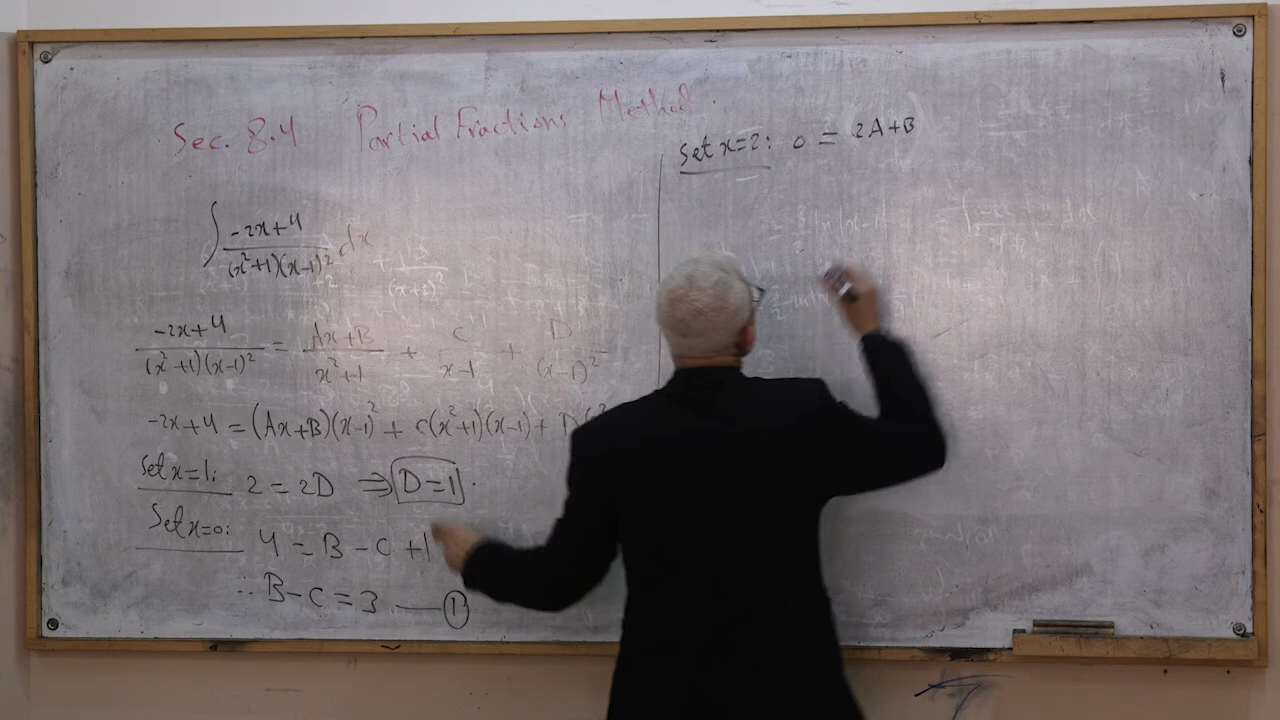 Sec. 8.4 Partial Fractions Method.
∫ -2x+4 / (x²+1)(x-1)² dx
-2x+4 / (x²+1)(x-1)² = Ax+B / x²+1 + C / x-1 + D / (x-1)²
-2x+4 = (Ax+B)(x-1)² + C(x²+1)(x-1) + D(x²
Set x=1: 2 = 2D ⇒ D=1.
Set x=0: 4 = B - C + 1
∴ B - C = 3 — ①
Set x=2: 0 = 2A+B